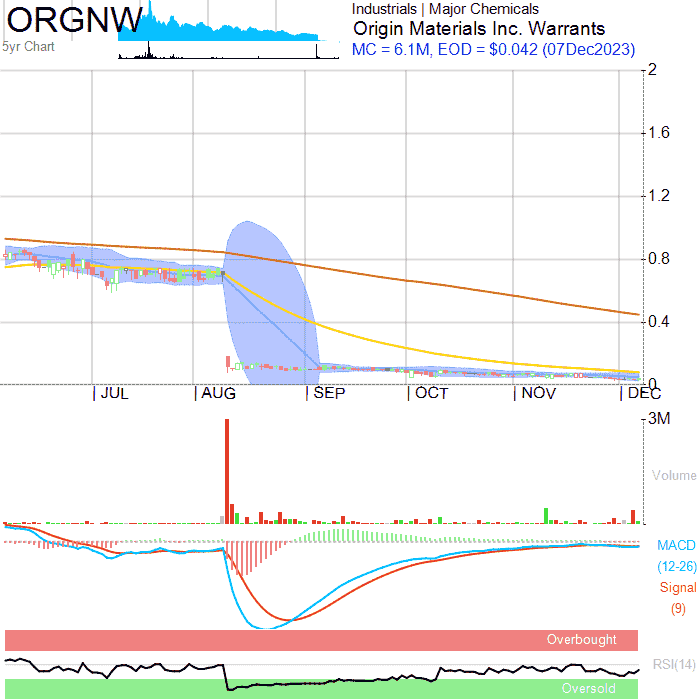 ORGNW
5yr Chart
Industrials | Major Chemicals
Origin Materials Inc. Warrants
MC = 6.1M, EOD = $0.042 (07Dec2023)
2
1.6
1.2
0.8
0.4
0
JUL
AUG
SEP
OCT
NOV
DEC
3M
Volume
MACD
(12-26)
Signal
(9)
Overbought
RSI(14)
Oversold